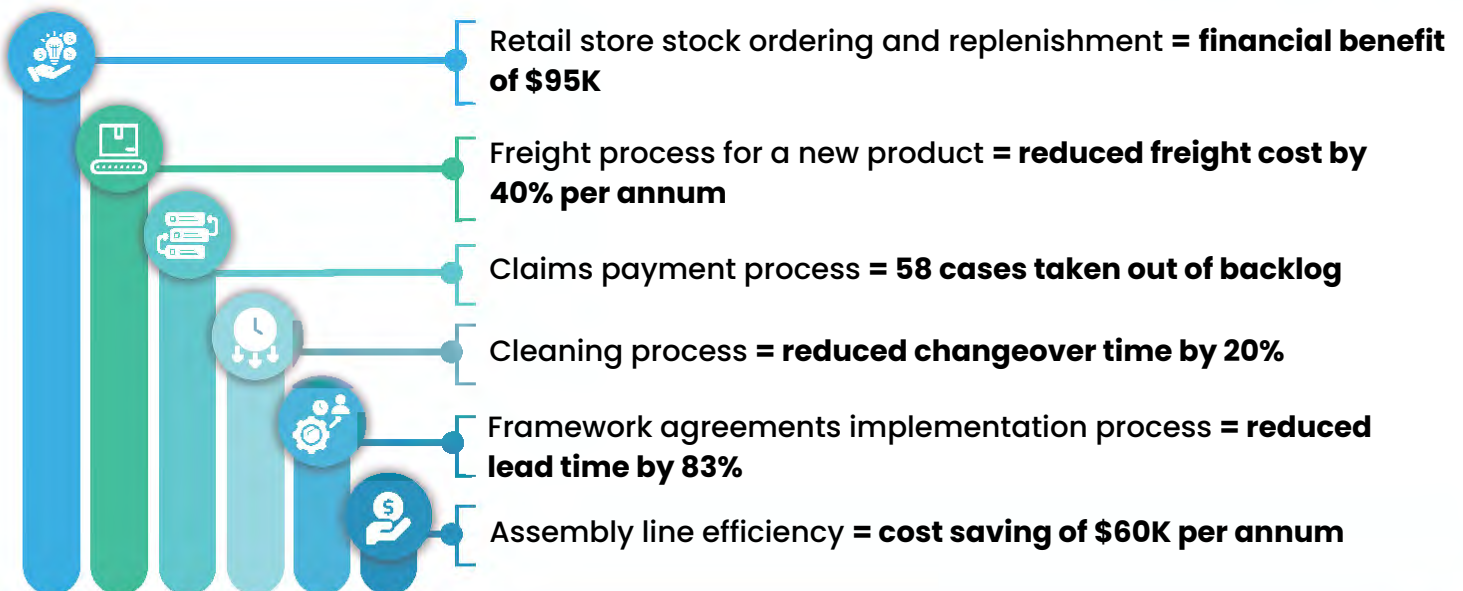 Retail store stock ordering and replenishment = financial benefit
of $95K
Freight process for a new product = reduced freight cost by
40% per annum
Claims payment process = 58 cases taken out of backlog
Cleaning process = reduced changeover time by 20%
Framework agreements implementation process = reduced
lead time by 83%
Assembly line efficiency = cost saving of $60K per annum